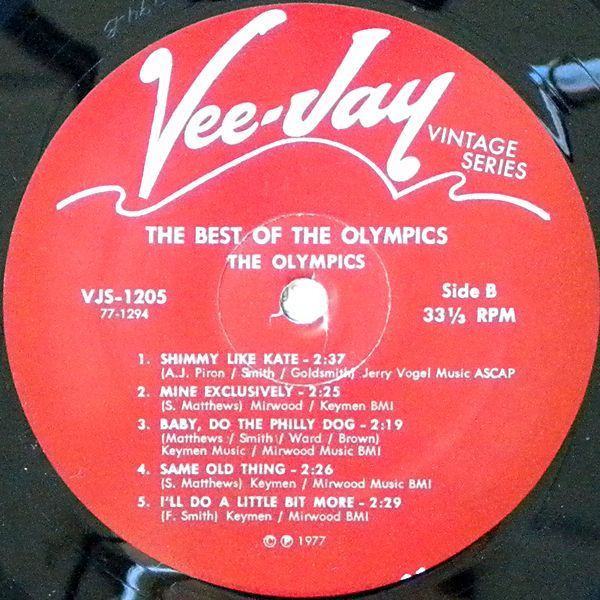 Vee-Jay
VINTAGE
SERIES
THE BEST OF THE OLYMPICS
THE OLYMPICS
VJS-1205
77-1294
Side B
33 1/3 RPM
1. SHIMMY LIKE KATE - 2:37
(A.J. Piron / Smith / Goldsmith) Jerry Vogel Music ASCAP
2. MINE EXCLUSIVELY - 2:25
(S. Matthews) Mirwood / Keymen BMI
3. BABY, DO THE PHILLY DOG - 2:19
(Matthews / Smith / Ward / Brown)
Keymen Music / Mirwood Music BMI
4. SAME OLD THING - 2:26
(S. Matthews) Keymen / Mirwood Music BMI
5. I'LL DO A LITTLE BIT MORE - 2:29
(F. Smith) Keymen / Mirwood BMI
© ℗ 1977